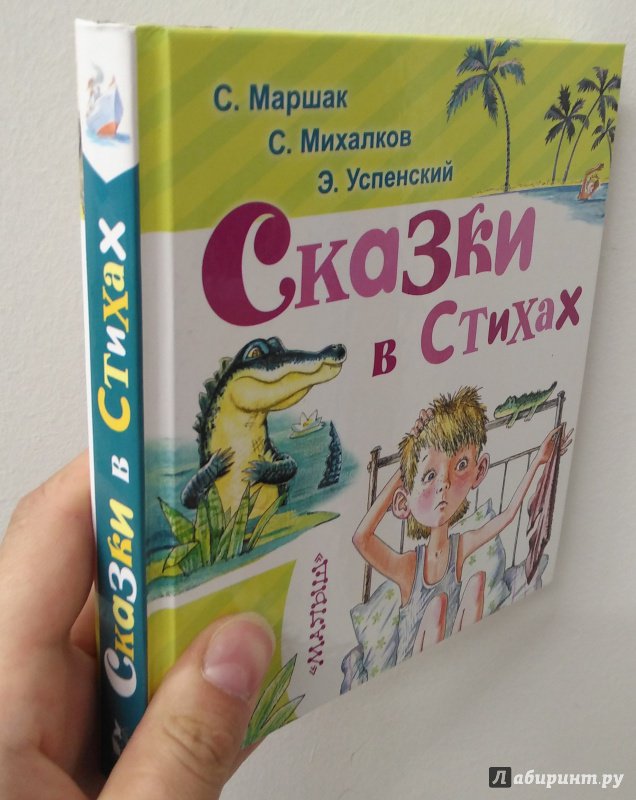 С. Маршак
С. Михалков
Э. Успенский
Сказки
в Стихах
«МАЛЫШ»
Сказки в Стихах
Лабиринт.ру